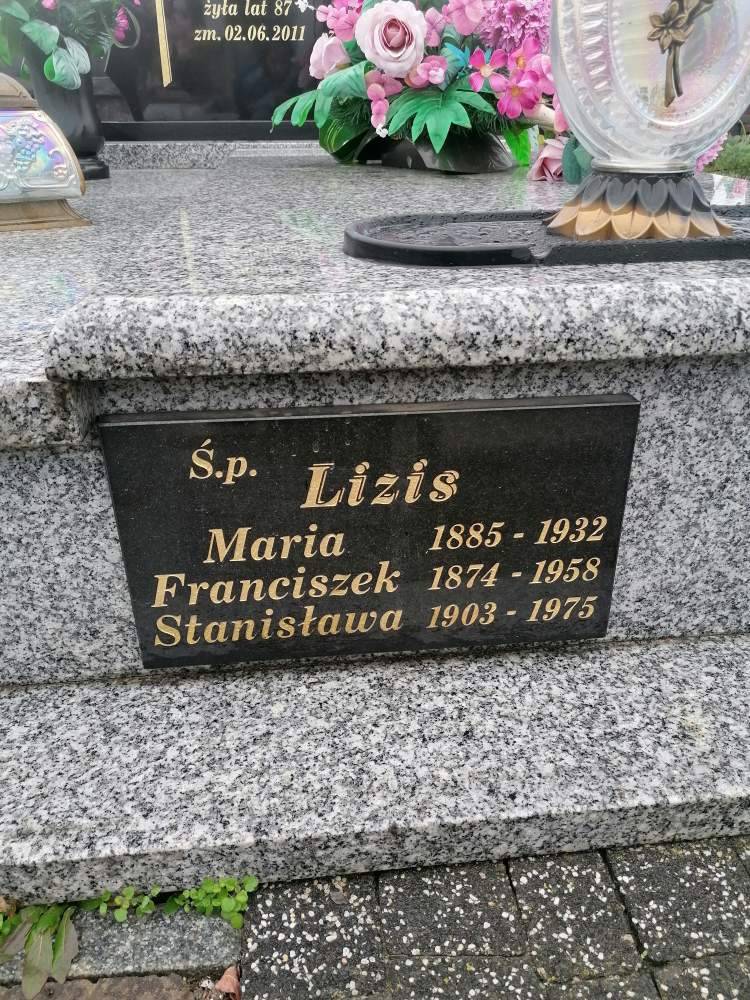 żyła lat 87
zm. 02.06.2011
Ś.p.
Lizis
Maria 1885 - 1932
Franciszek 1874 - 1958
Stanisława 1903 - 1975